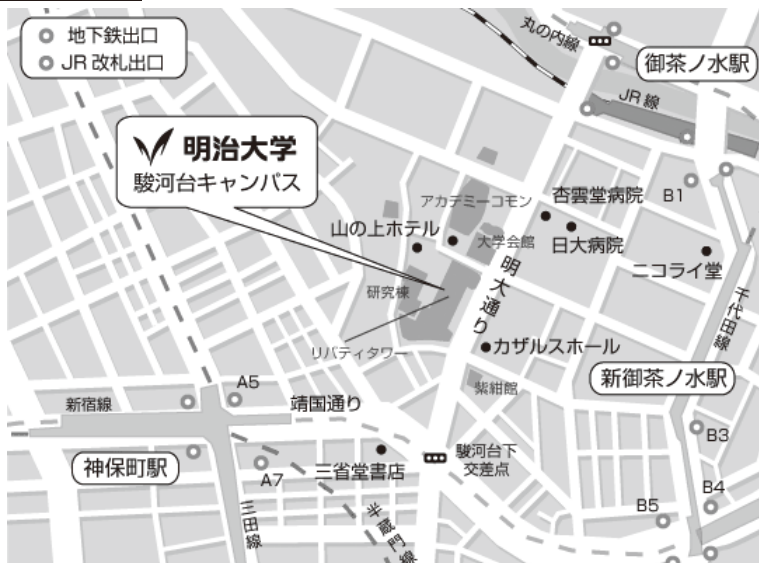 地下鉄出口
JR改札出口
丸の内線
御茶ノ水駅
JR線
明治大学
駿河台キャンパス
アカデミーコモン
杏雲堂病院
B1
山の上ホテル
大学会館
日大病院
ニコライ堂
明大通り
研究棟
千代田線
リバティタワー
カザルスホール
新御茶ノ水駅
紫紺館
A5
新宿線
靖国通り
B3
神保町駅
A7
三省堂書店
駿河台下
交差点
三田線
半蔵門線
B4
B5